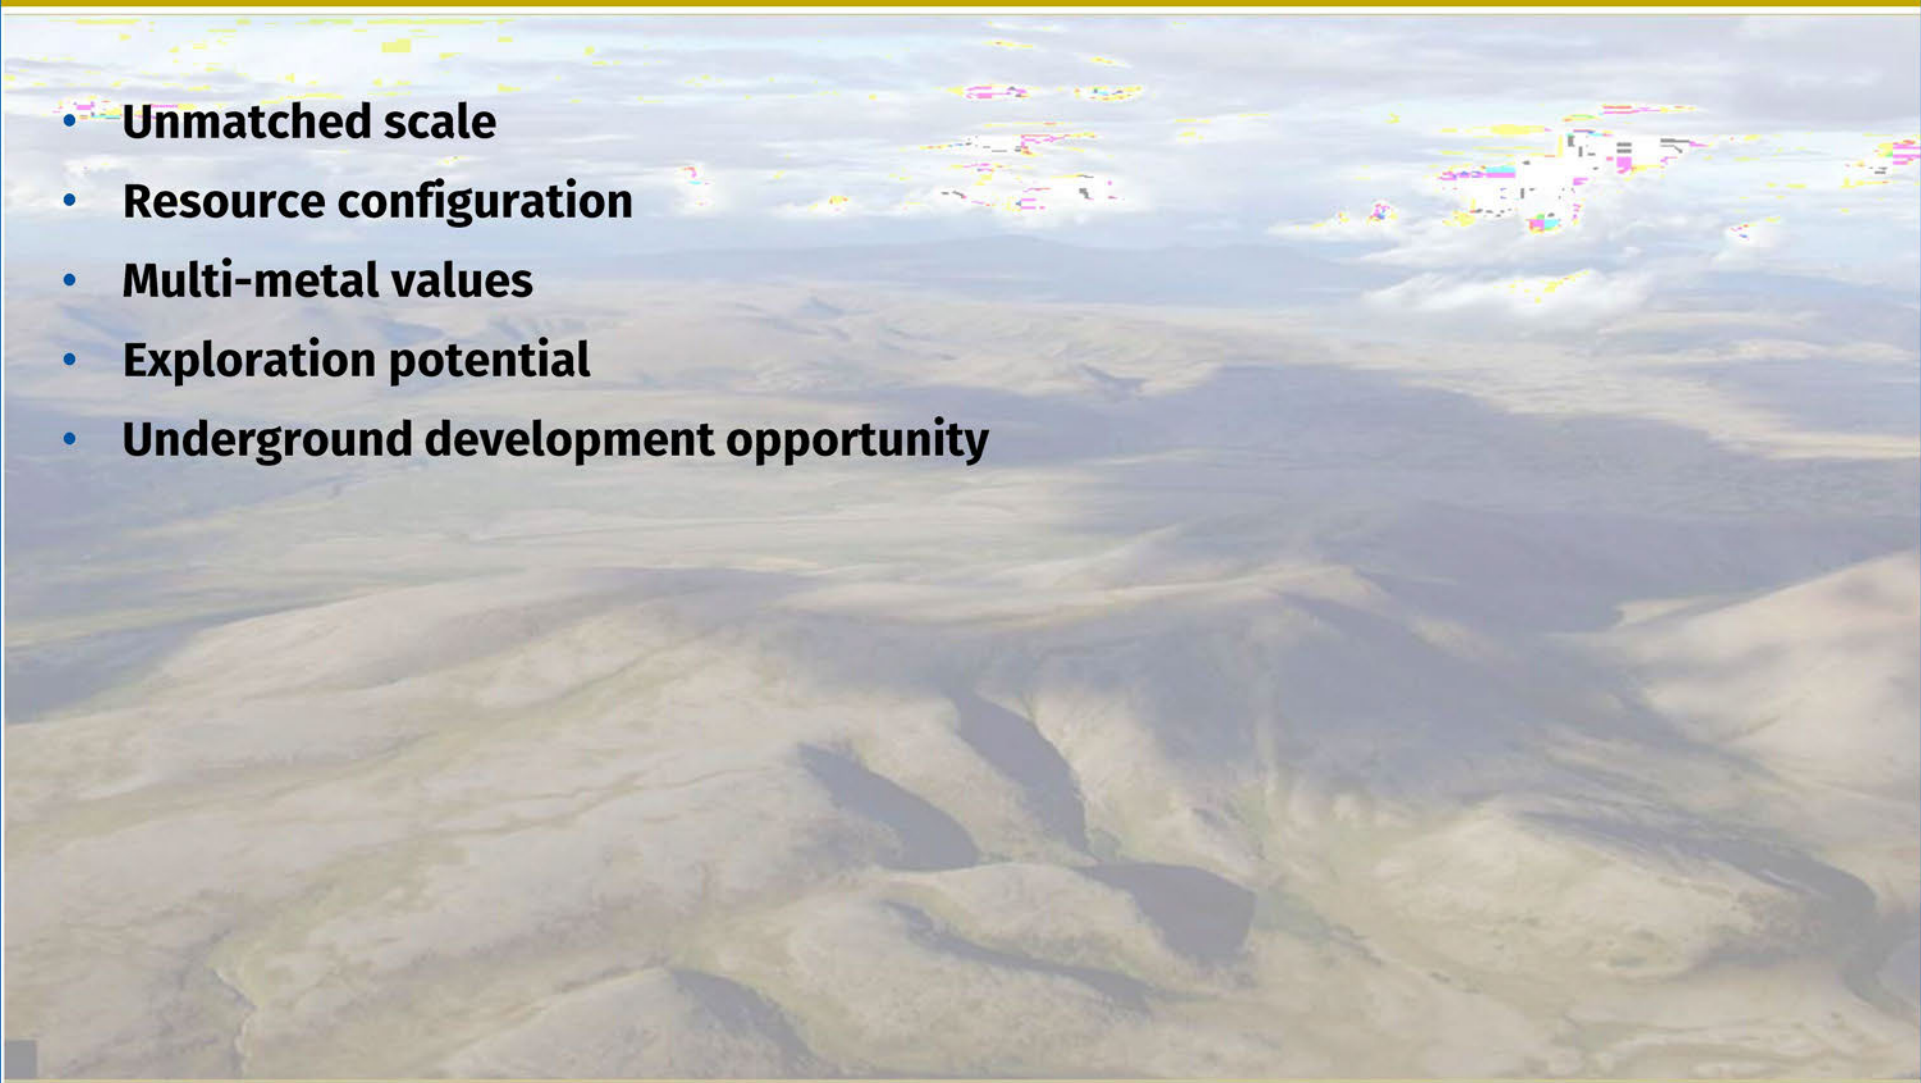 • Unmatched scale
• Resource configuration
• Multi-metal values
• Exploration potential
• Underground development opportunity